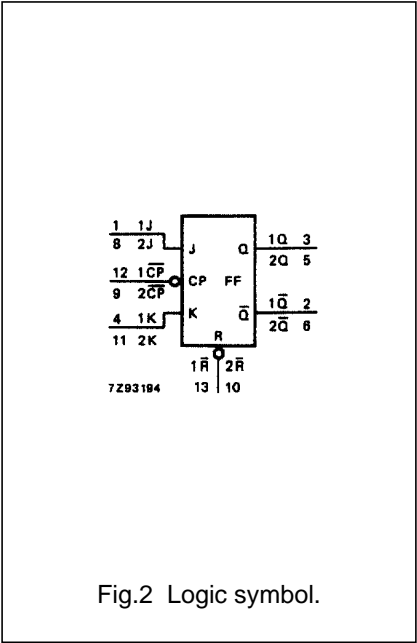 1 1J
8 2J
J
Q
1Q 3
2Q 5
12 1C̅P̅
9 2C̅P̅
CP FF
4 1K
11 2K
K
Q̅
1Q̅ 2
2Q̅ 6
R
1R̅ 2R̅
13 10
7Z93194
Fig.2 Logic symbol.